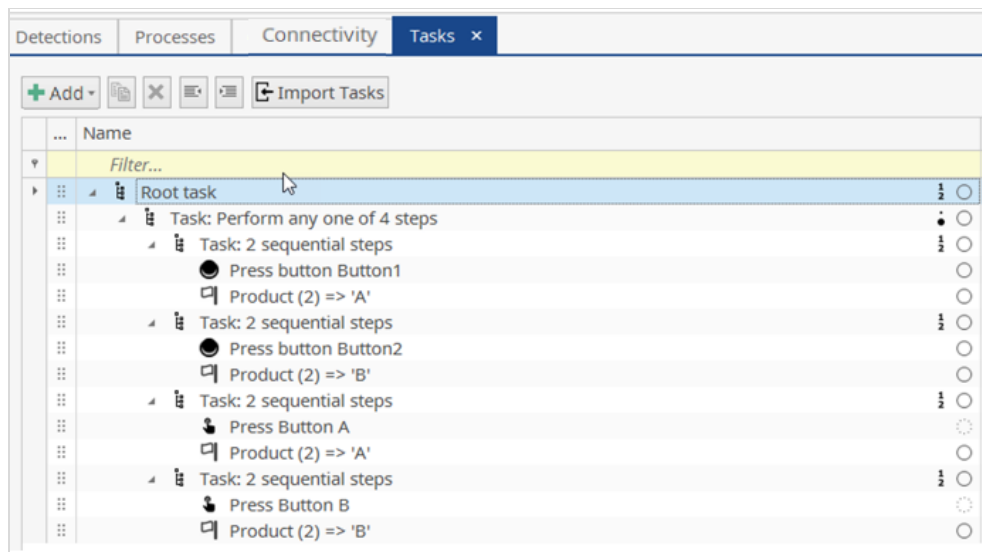 Detections Processes Connectivity Tasks ×
Add Import Tasks
... Name
Filter...
Root task
Task: Perform any one of 4 steps
Task: 2 sequential steps
Press button Button1
Product (2) => 'A'
Task: 2 sequential steps
Press button Button2
Product (2) => 'B'
Task: 2 sequential steps
Press Button A
Product (2) => 'A'
Task: 2 sequential steps
Press Button B
Product (2) => 'B'